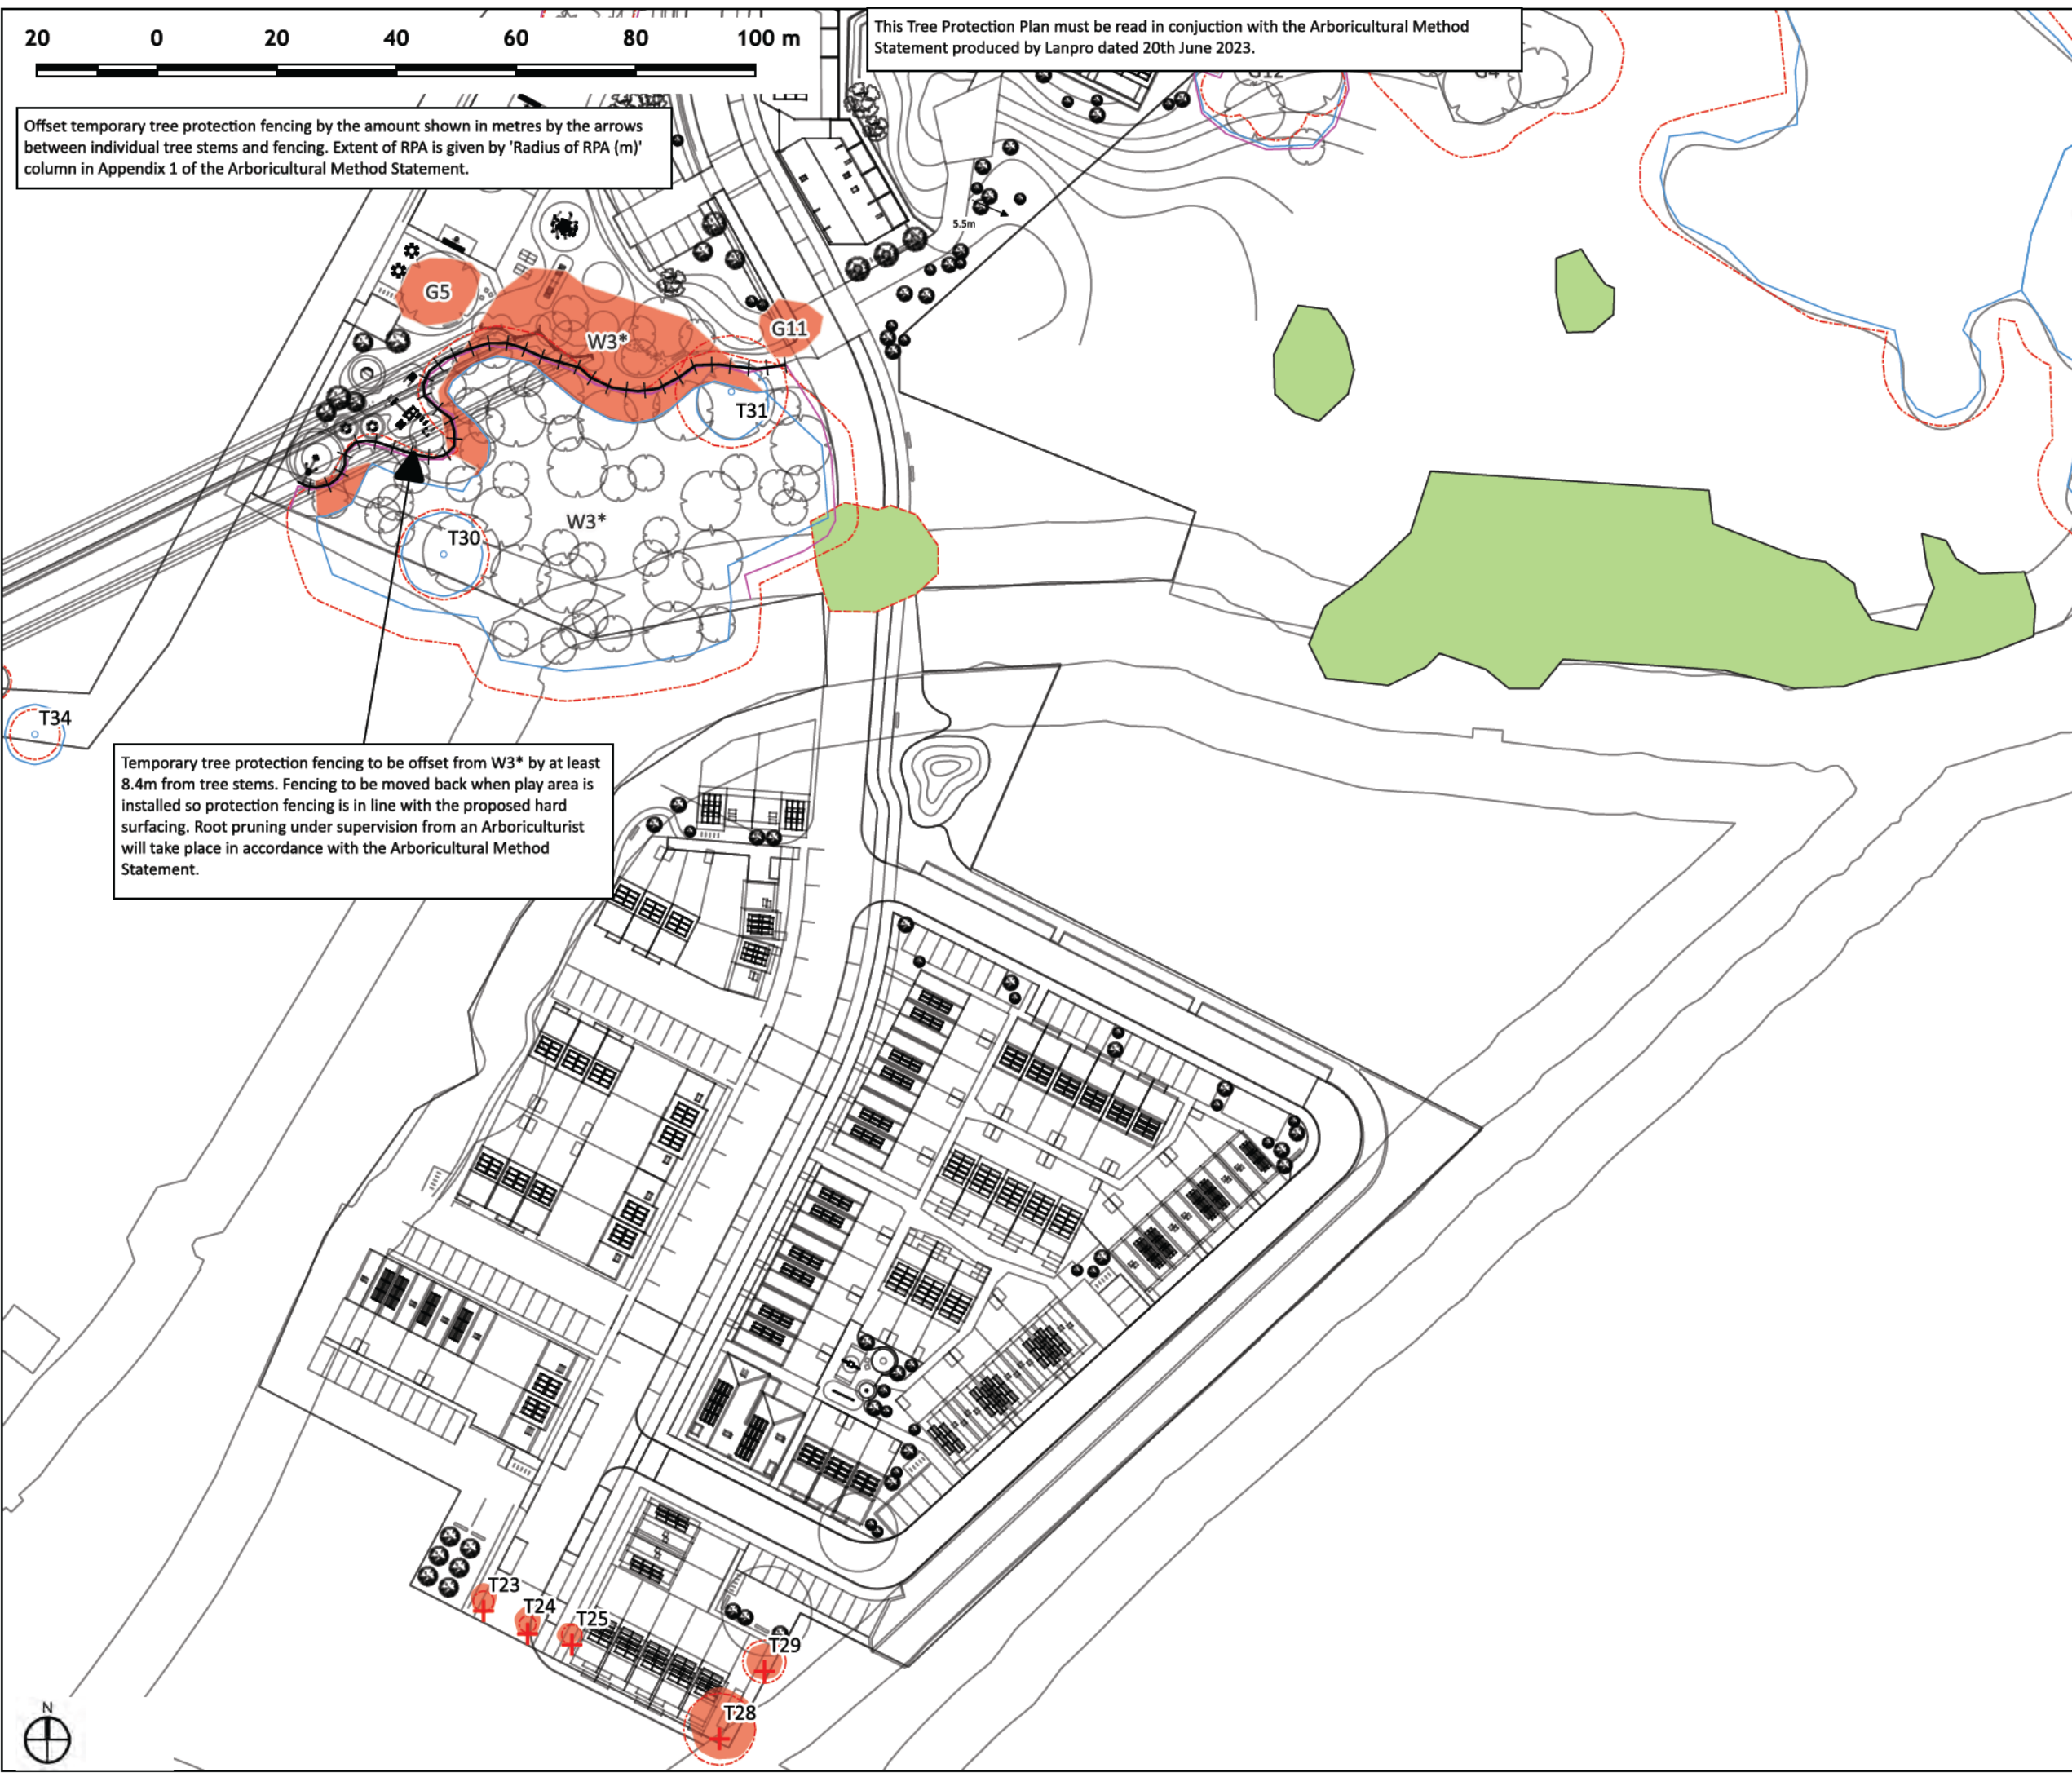 20 0 20 40 60 80 100 m
This Tree Protection Plan must be read in conjuction with the Arboricultural Method
Statement produced by Lanpro dated 20th June 2023.
G12
G4
Offset temporary tree protection fencing by the amount shown in metres by the arrows
between individual tree stems and fencing. Extent of RPA is given by 'Radius of RPA (m)'
column in Appendix 1 of the Arboricultural Method Statement.
5.5m
G5
G11
W3*
T31
W3*
T30
T34
Temporary tree protection fencing to be offset from W3* by at least
8.4m from tree stems. Fencing to be moved back when play area is
installed so protection fencing is in line with the proposed hard
surfacing. Root pruning under supervision from an Arboriculturist
will take place in accordance with the Arboricultural Method
Statement.
T23
T24
T25
T29
T28
N